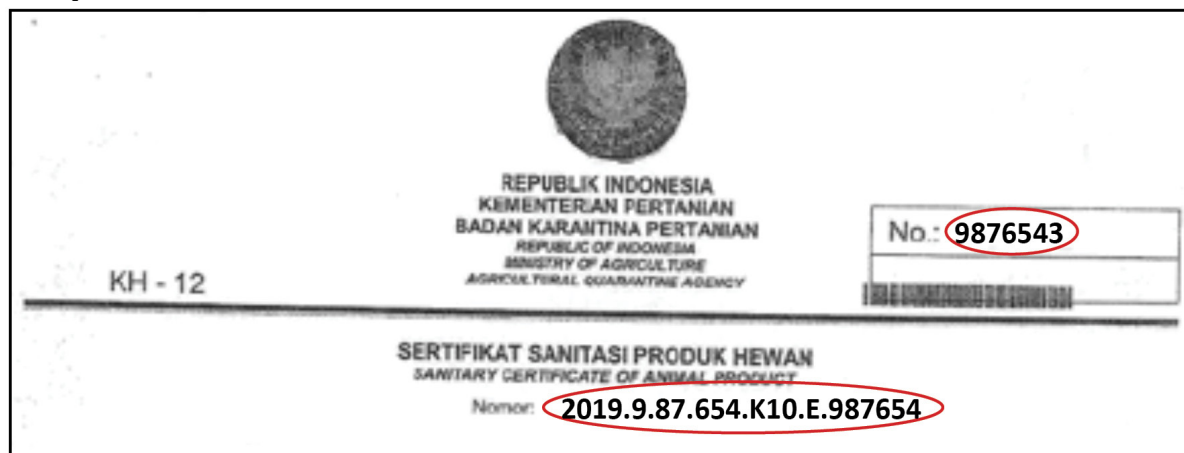 REPUBLIK INDONESIA
KEMENTERIAN PERTANIAN
BADAN KARANTINA PERTANIAN
REPUBLIC OF INDONESIA
MINISTRY OF AGRICULTURE
AGRICULTURAL QUARANTINE AGENCY
No.: 9876543
KH - 12
SERTIFIKAT SANITASI PRODUK HEWAN
SANITARY CERTIFICATE OF ANIMAL PRODUCT
Nomor: 2019.9.87.654.K10.E.987654